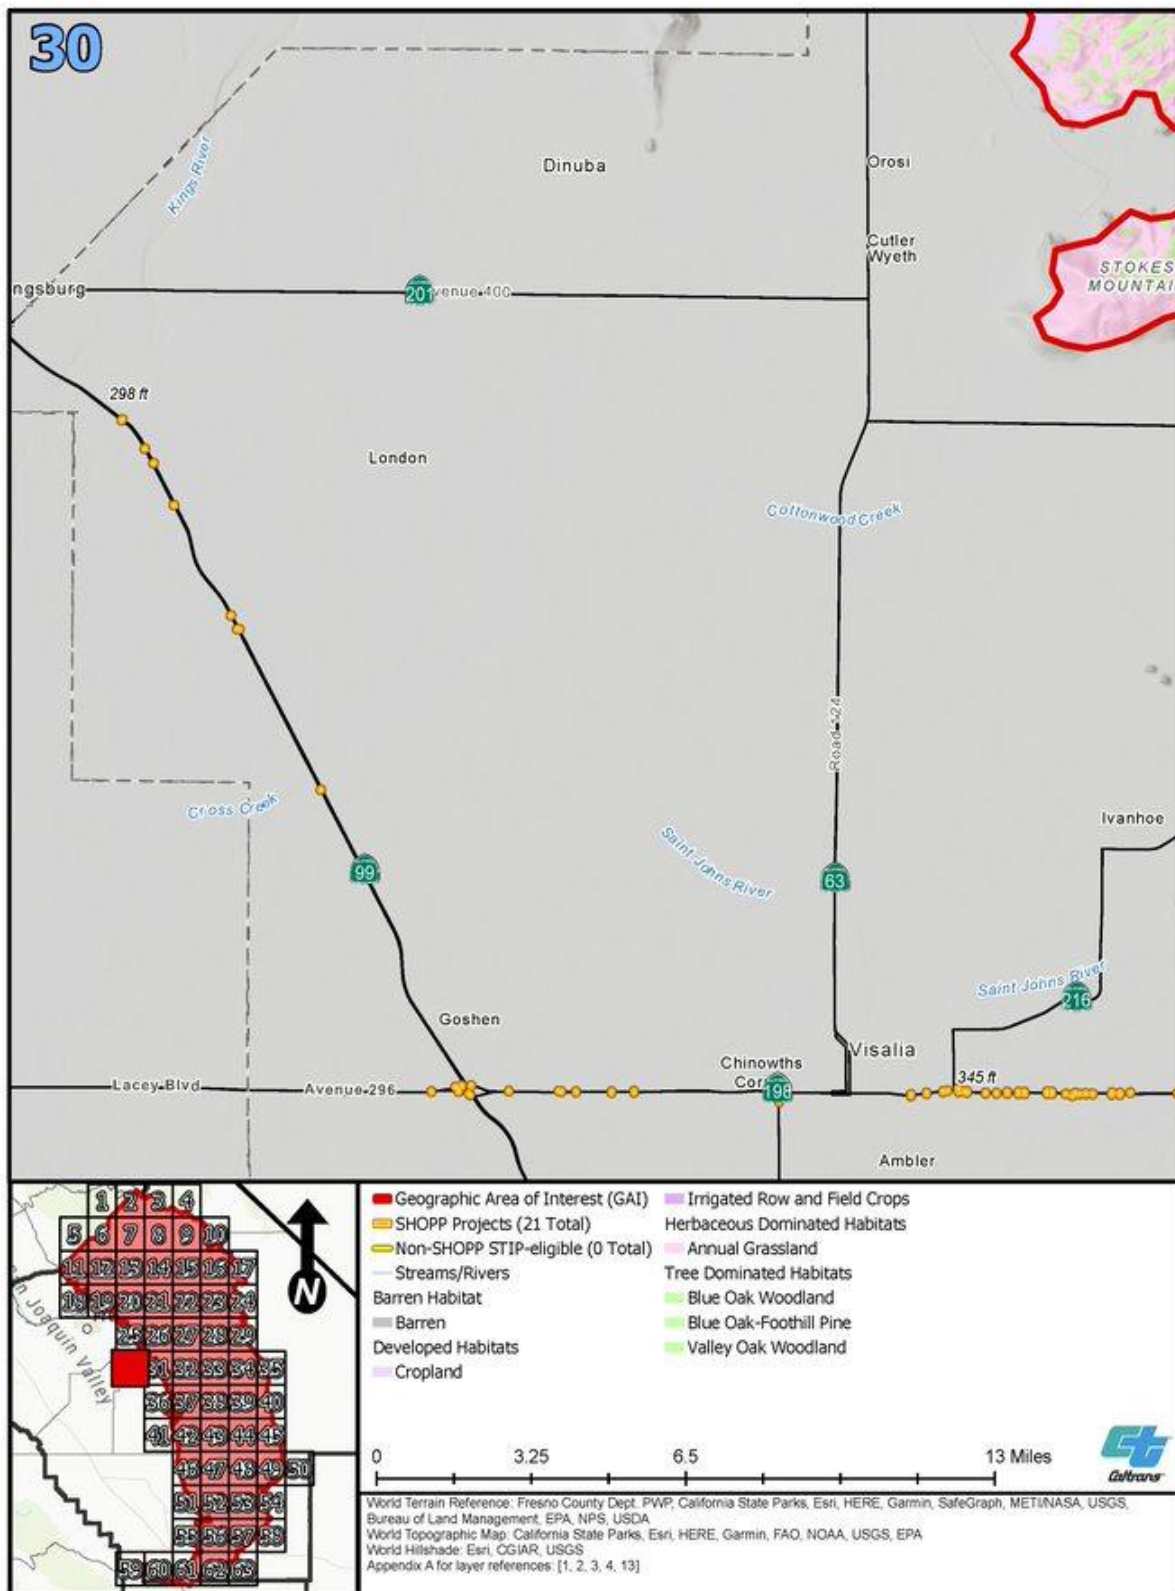 30
Kings River
Dinuba
Orosi
Cutler
Wyeth
STOKES
MOUNTAI
ngsburg
201
venue 400
298 ft
London
Cottonwood Creek
Road 124
Cross Creek
Ivanhoe
Saint Johns River
99
63
Saint Johns River
216
Goshen
Visalia
Chinowths
Cor
198
345 ft
Lacey Blvd
Avenue 296
Ambler
1 2 3 4
5 6 7 8 9 10
11 12 13 14 15 16 17
18 19 20 21 22 23 24
25 26 27 28 29
31 32 33 34 35
36 37 38 39 40
41 42 43 44 45
46 47 48 49 50
51 52 53 54
55 56 57 58
59 60 61 62 63
n Joaquin Valley
N
Geographic Area of Interest (GAI)
SHOPP Projects (21 Total)
Non-SHOPP STIP-eligible (0 Total)
Streams/Rivers
Barren Habitat
Barren
Developed Habitats
Cropland
Irrigated Row and Field Crops
Herbaceous Dominated Habitats
Annual Grassland
Tree Dominated Habitats
Blue Oak Woodland
Blue Oak-Foothill Pine
Valley Oak Woodland
0 3.25 6.5 13 Miles
Caltrans
World Terrain Reference: Fresno County Dept. PWP, California State Parks, Esri, HERE, Garmin, SafeGraph, METI/NASA, USGS,
Bureau of Land Management, EPA, NPS, USDA
World Topographic Map: California State Parks, Esri, HERE, Garmin, FAO, NOAA, USGS, EPA
World Hillshade: Esri, CGIAR, USGS
Appendix A for layer references: [1, 2, 3, 4, 13]